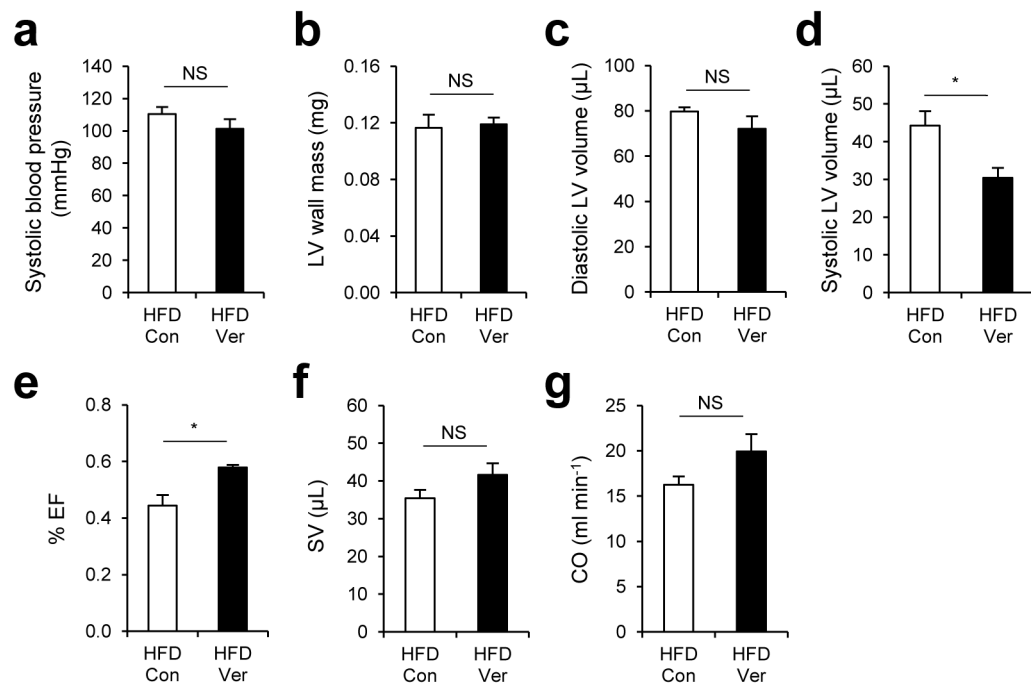 a
Systolic blood pressure
(mmHg)
140
120
100
80
60
40
20
0
NS
HFD HFD
Con Ver
b
LV wall mass (mg)
0.16
0.12
0.08
0.04
0.00
NS
HFD HFD
Con Ver
c
Diastolic LV volume (µL)
100
80
60
40
20
0
NS
HFD HFD
Con Ver
d
Systolic LV volume (µL)
60
50
40
30
20
10
0
*
HFD HFD
Con Ver
e
% EF
0.8
0.6
0.4
0.2
0.0
*
HFD HFD
Con Ver
f
SV (µL)
60
50
40
30
20
10
0
NS
HFD HFD
Con Ver
g
CO (ml min⁻¹)
25
20
15
10
5
0
NS
HFD HFD
Con Ver